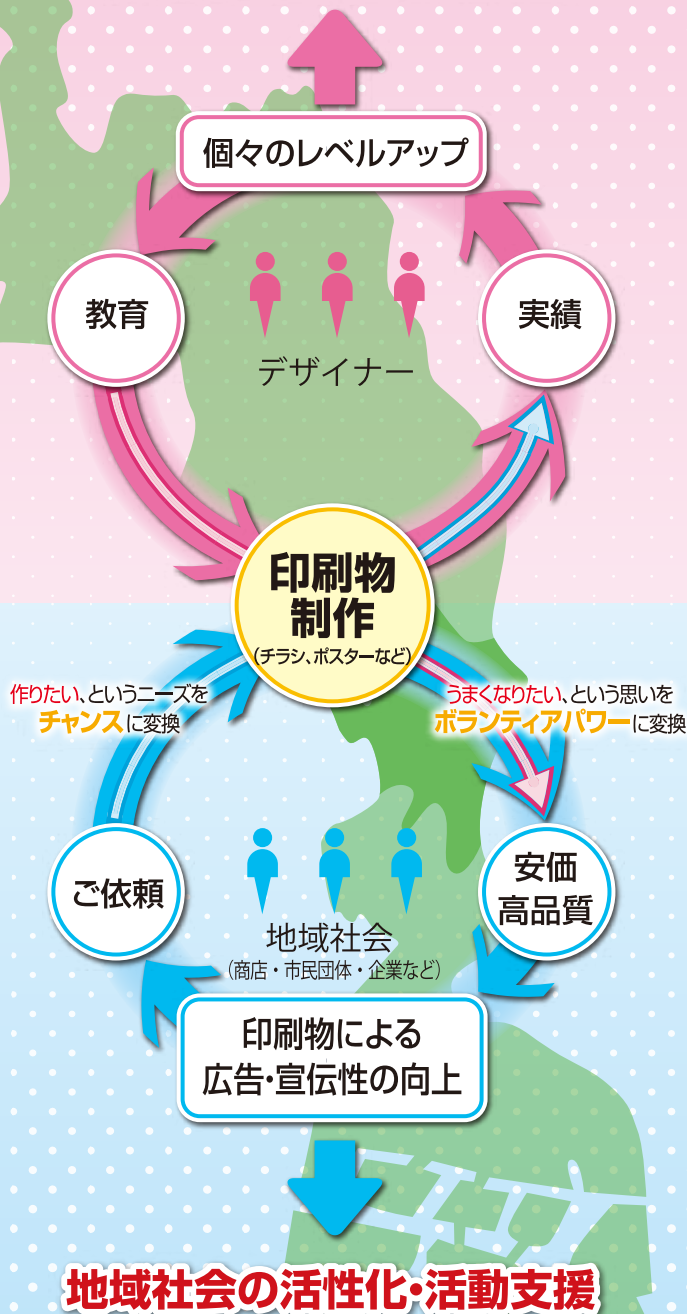 個々のレベルアップ
教育
実績
デザイナー
印刷物
制作
(チラシ、ポスターなど)
作りたい、というニーズを
チャンスに変換
うまくなりたい、という思いを
ボランティアパワーに変換
ご依頼
安価
高品質
地域社会
(商店・市民団体・企業など)
印刷物による
広告・宣伝性の向上
地域社会の活性化・活動支援